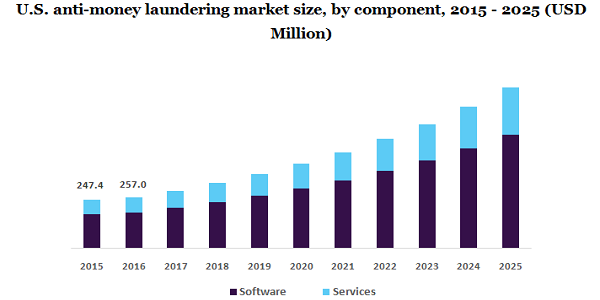 U.S. anti-money laundering market size, by component, 2015 - 2025 (USD
Million)
247.4 257.0
2015 2016 2017 2018 2019 2020 2021 2022 2023 2024 2025
Software Services